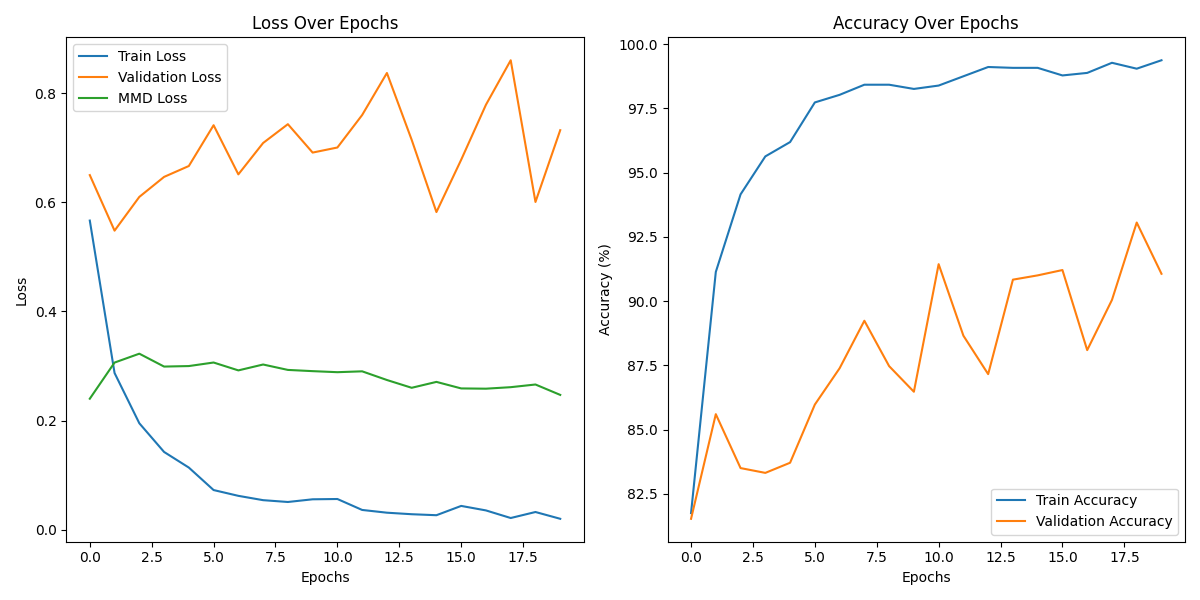 Loss Over Epochs
Train Loss
Validation Loss
MMD Loss
Loss
0.8
0.6
0.4
0.2
0.0
0.0 2.5 5.0 7.5 10.0 12.5 15.0 17.5
Epochs
Accuracy Over Epochs
Accuracy (%)
100.0
97.5
95.0
92.5
90.0
87.5
85.0
82.5
Train Accuracy
Validation Accuracy
0.0 2.5 5.0 7.5 10.0 12.5 15.0 17.5
Epochs